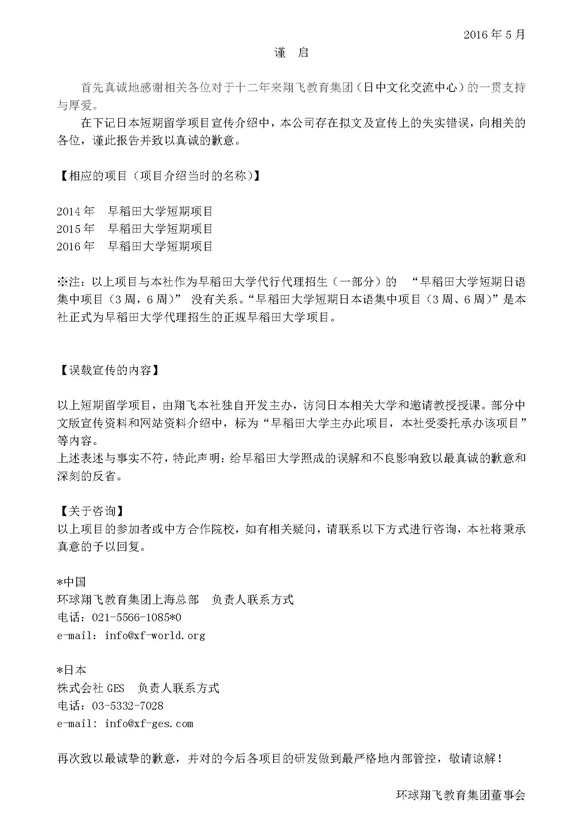 2016 年 5 月
谨　启
首先真诚地感谢相关各位对于十二年来翔飞教育集团（日中文化交流中心）的一贯支持
与厚爱。
在下记日本短期留学项目宣传介绍中，本公司存在拟文及宣传上的失实错误，向相关的
各位，谨此报告并致以真诚的歉意。
【相应的项目（项目介绍当时的名称）】
2014 年　早稻田大学短期项目
2015 年　早稻田大学短期项目
2016 年　早稻田大学短期项目
※注：以上项目与本社作为早稻田大学代行代理招生（一部分）的　“早稻田大学短期日语
集中项目（3 周，6 周）”　没有关系。“早稻田大学短期日本语集中项目（3 周、6 周）”是本
社正式为早稻田大学代理招生的正规早稻田大学项目。
【误载宣传的内容】
以上短期留学项目，由翔飞本社独自开发主办，访问日本相关大学和邀请教授授课。部分中
文版宣传资料和网站资料介绍中，标为“早稻田大学主办此项目，本社受委托承办该项目”
等内容。
上述表述与事实不符，特此声明：给早稻田大学照成的误解和不良影响致以最真诚的歉意和
深刻的反省。
【关于咨询】
以上项目的参加者或中方合作院校，如有相关疑问，请联系以下方式进行咨询，本社将秉承
真意的予以回复。
*中国
环球翔飞教育集团上海总部　负责人联系方式
电话：021-5566-1085*0
e-mail: info@xf-world.org
*日本
株式会社 GES　负责人联系方式
电话：03-5332-7028
e-mail: info@xf-ges.com
再次致以最诚挚的歉意，并对的今后各项目的研发做到最严格地内部管控，敬请谅解！
环球翔飞教育集团董事会